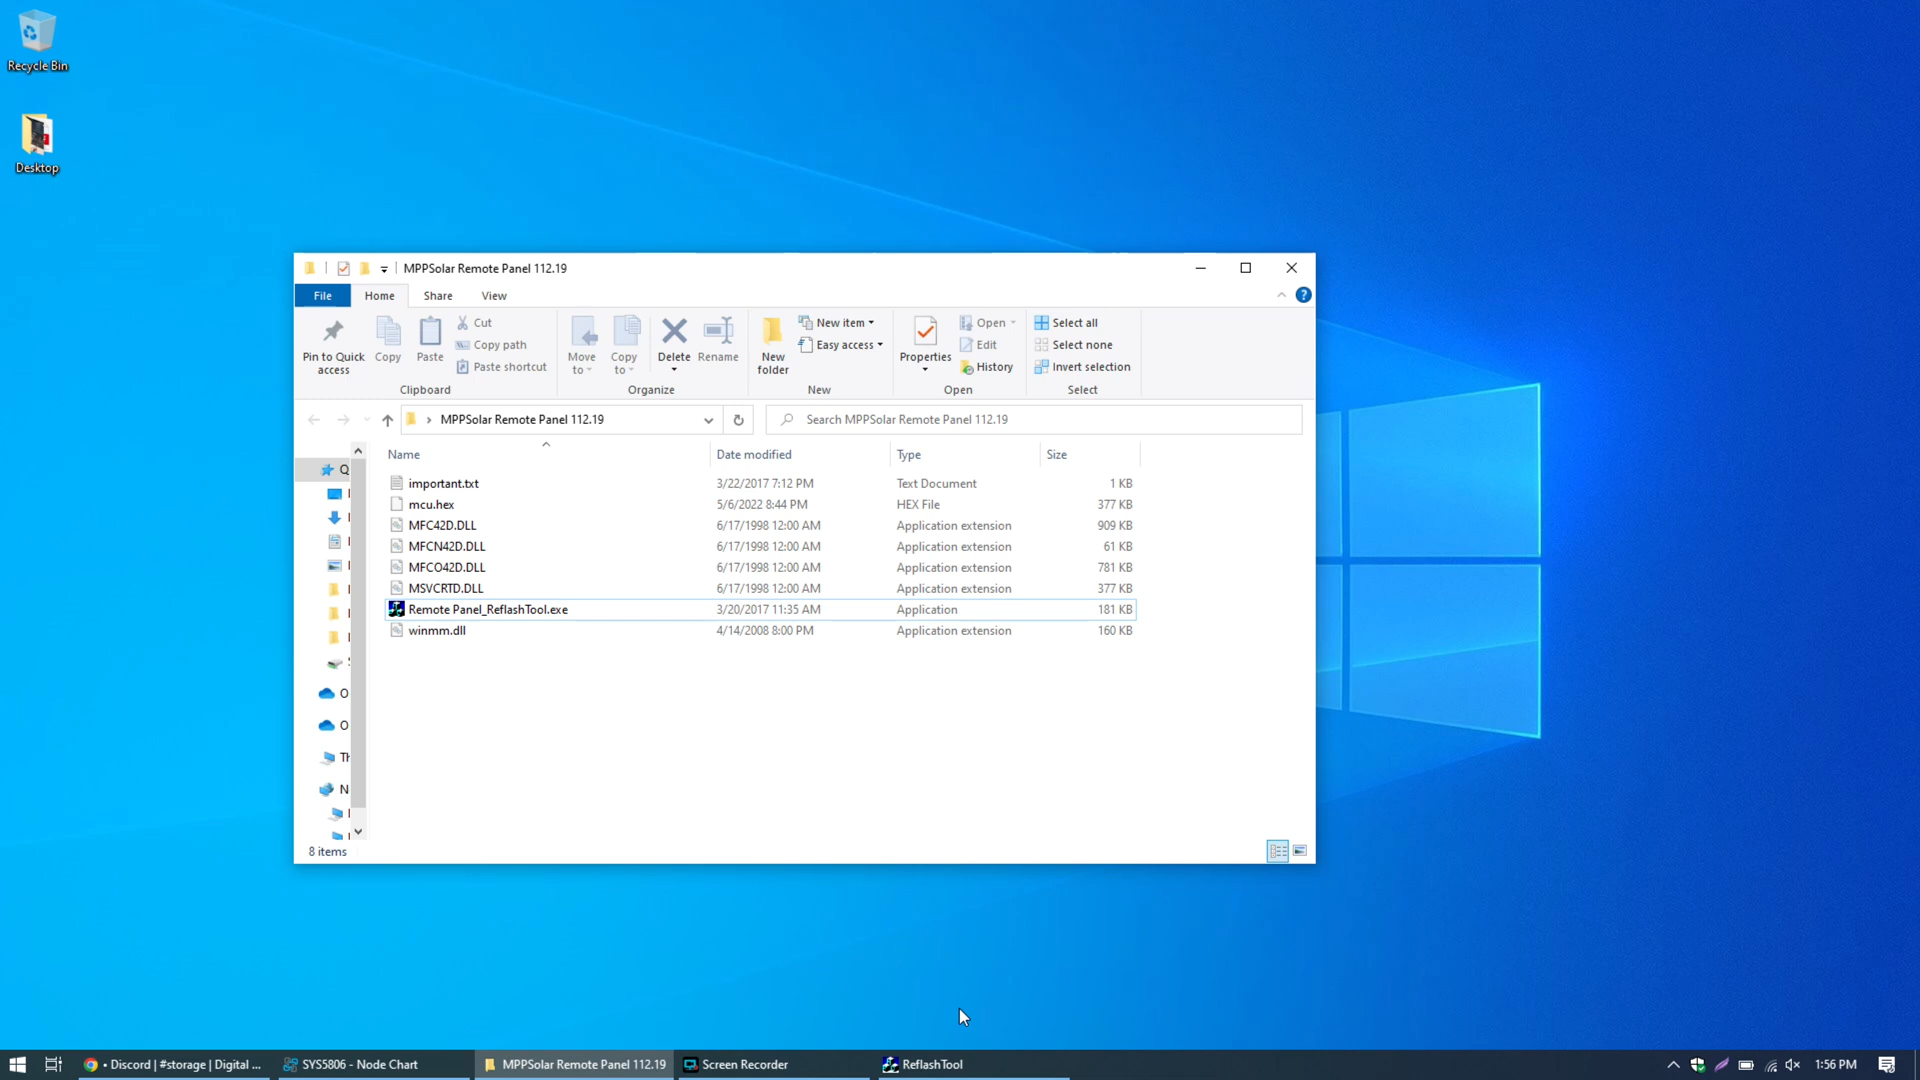 Recycle Bin
Desktop
MPPSolar Remote Panel 112.19
File Home Share View
Pin to Quick access
Copy
Paste
Cut
Copy path
Paste shortcut
Clipboard
Move to
Copy to
Delete
Rename
Organize
New folder
New item
Easy access
New
Properties
Open
Edit
History
Open
Select all
Select none
Invert selection
Select
MPPSolar Remote Panel 112.19
Search MPPSolar Remote Panel 112.19
Name Date modified Type Size
important.txt 3/22/2017 7:12 PM Text Document 1 KB
mcu.hex 5/6/2022 8:44 PM HEX File 377 KB
MFC42D.DLL 6/17/1998 12:00 AM Application extension 909 KB
MFCN42D.DLL 6/17/1998 12:00 AM Application extension 61 KB
MFCO42D.DLL 6/17/1998 12:00 AM Application extension 781 KB
MSVCRTD.DLL 6/17/1998 12:00 AM Application extension 377 KB
Remote Panel_ReflashTool.exe 3/20/2017 11:35 AM Application 181 KB
winmm.dll 4/14/2008 8:00 PM Application extension 160 KB
Q
O
O
Th
N
8 items
• Discord | #storage | Digital ...
SYS5806 - Node Chart
MPPSolar Remote Panel 112.19
Screen Recorder
ReflashTool
1:56 PM